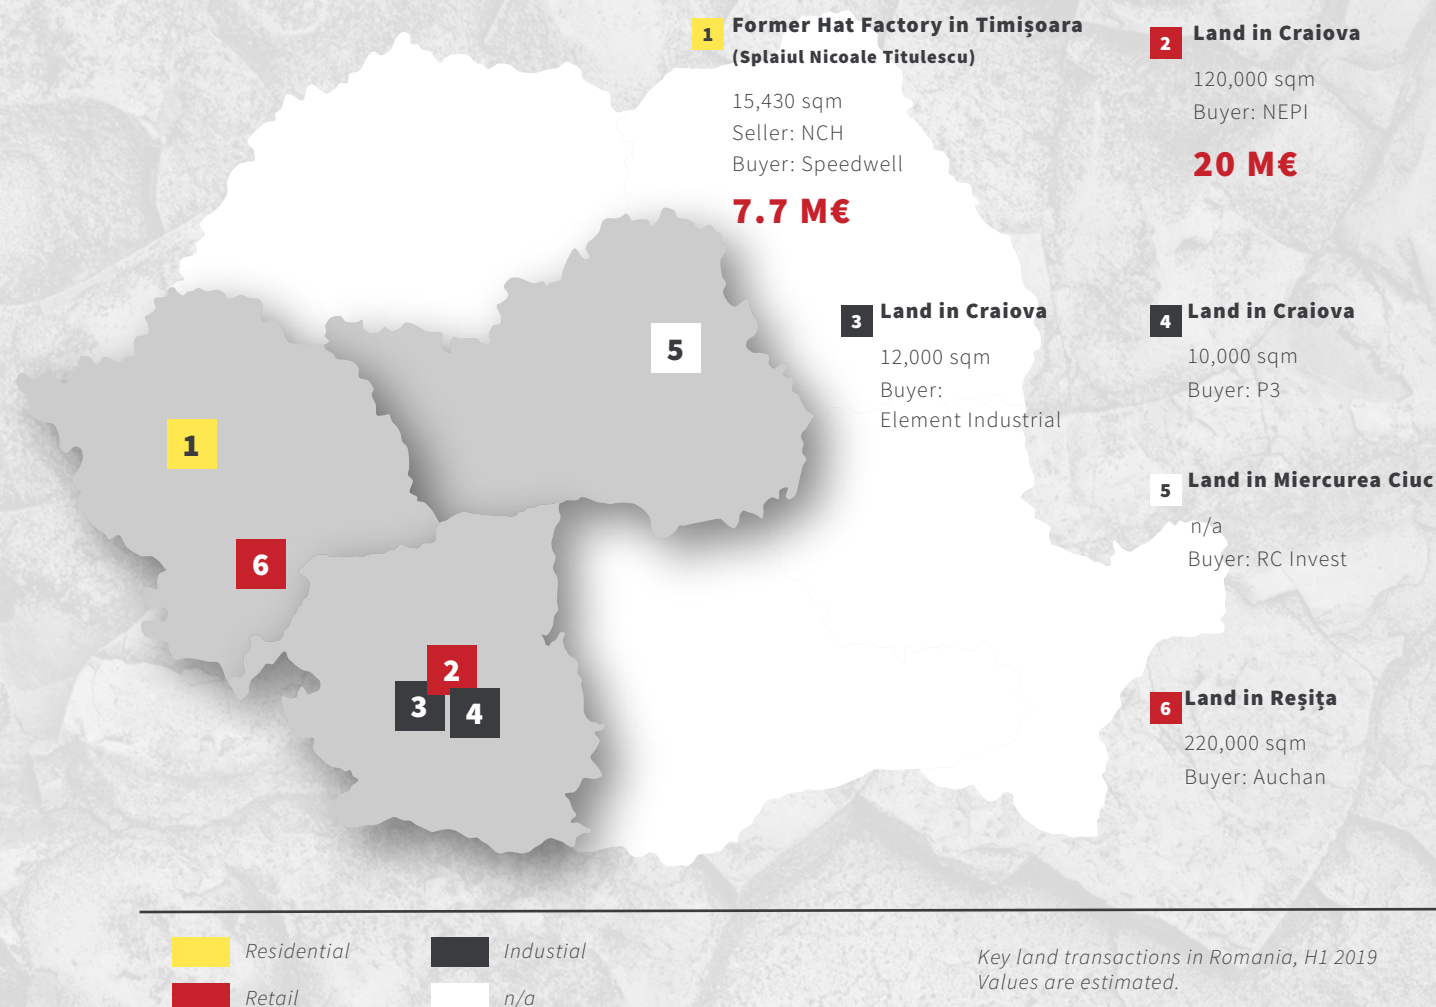 1 Former Hat Factory in Timișoara
(Splaiul Nicoale Titulescu)
15,430 sqm
Seller: NCH
Buyer: Speedwell
7.7 M€
2 Land in Craiova
120,000 sqm
Buyer: NEPI
20 M€
3 Land in Craiova
12,000 sqm
Buyer:
Element Industrial
4 Land in Craiova
10,000 sqm
Buyer: P3
5 Land in Miercurea Ciuc
n/a
Buyer: RC Invest
6 Land in Reșița
220,000 sqm
Buyer: Auchan
5
1
6
2
3
4
Residential
Industial
Retail
n/a
Key land transactions in Romania, H1 2019
Values are estimated.